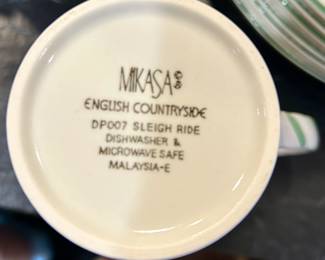 MIKASA©®
ENGLISH COUNTRYSIDE
DP007 SLEIGH RIDE
DISHWASHER &
MICROWAVE SAFE
MALAYSIA-E